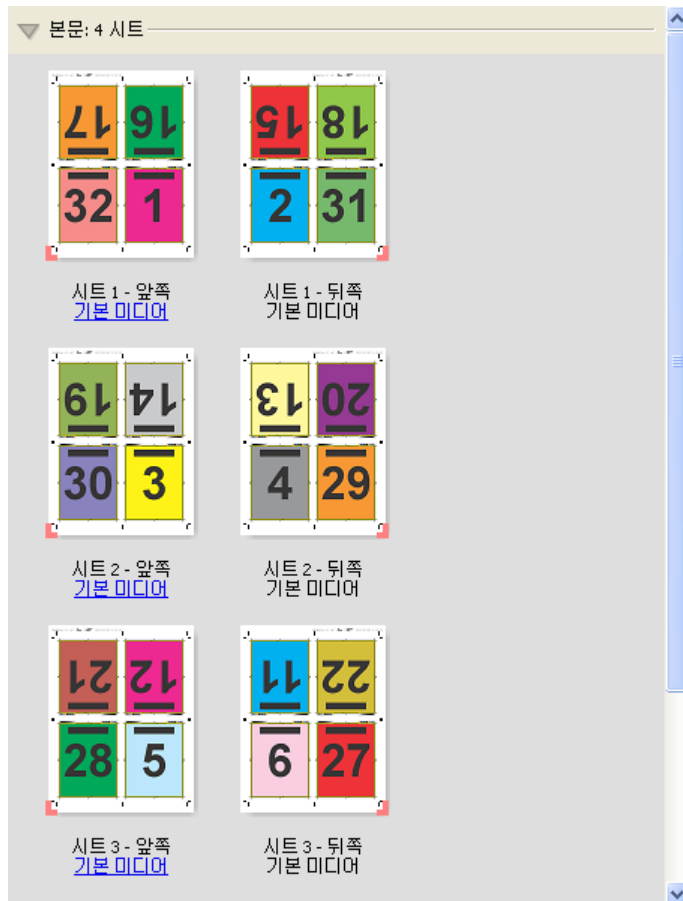 본문: 4 시트
17 16 15 18
32 1 2 31
시트 1 - 앞쪽 시트 1 - 뒤쪽
기본 미디어 기본 미디어
19 14 13 20
30 3 4 29
시트 2 - 앞쪽 시트 2 - 뒤쪽
기본 미디어 기본 미디어
21 12 11 22
28 5 6 27
시트 3 - 앞쪽 시트 3 - 뒤쪽
기본 미디어 기본 미디어